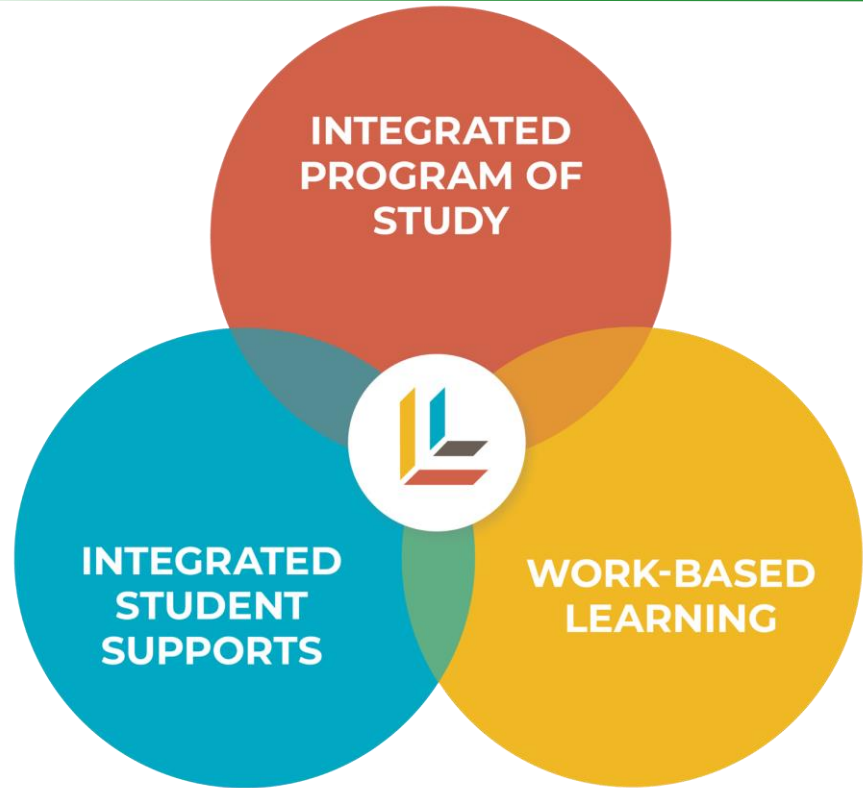 INTEGRATED
PROGRAM OF
STUDY
INTEGRATED
STUDENT
SUPPORTS
WORK-BASED
LEARNING